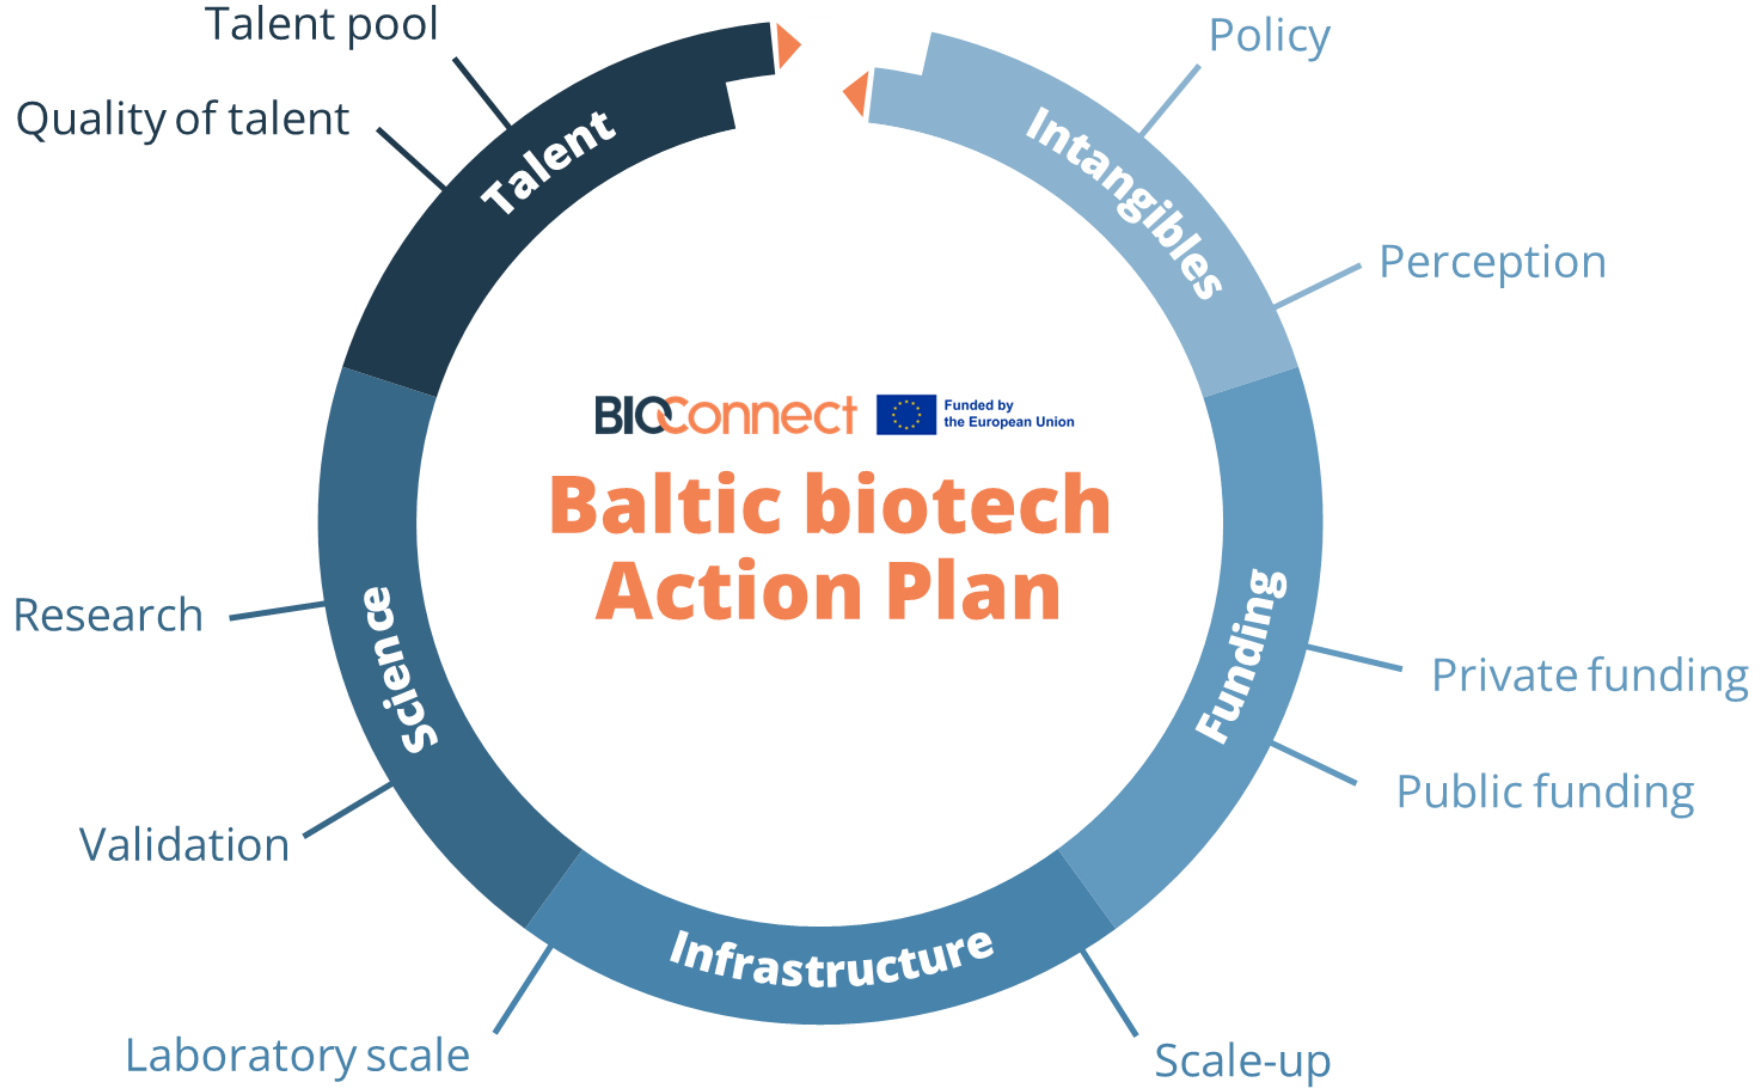 Talent pool
Quality of talent
Talent
Policy
Intangibles
Perception
BIOConnect
Funded by
the European Union
Baltic biotech
Action Plan
Research
Science
Validation
Funding
Private funding
Public funding
Infrastructure
Laboratory scale
Scale-up